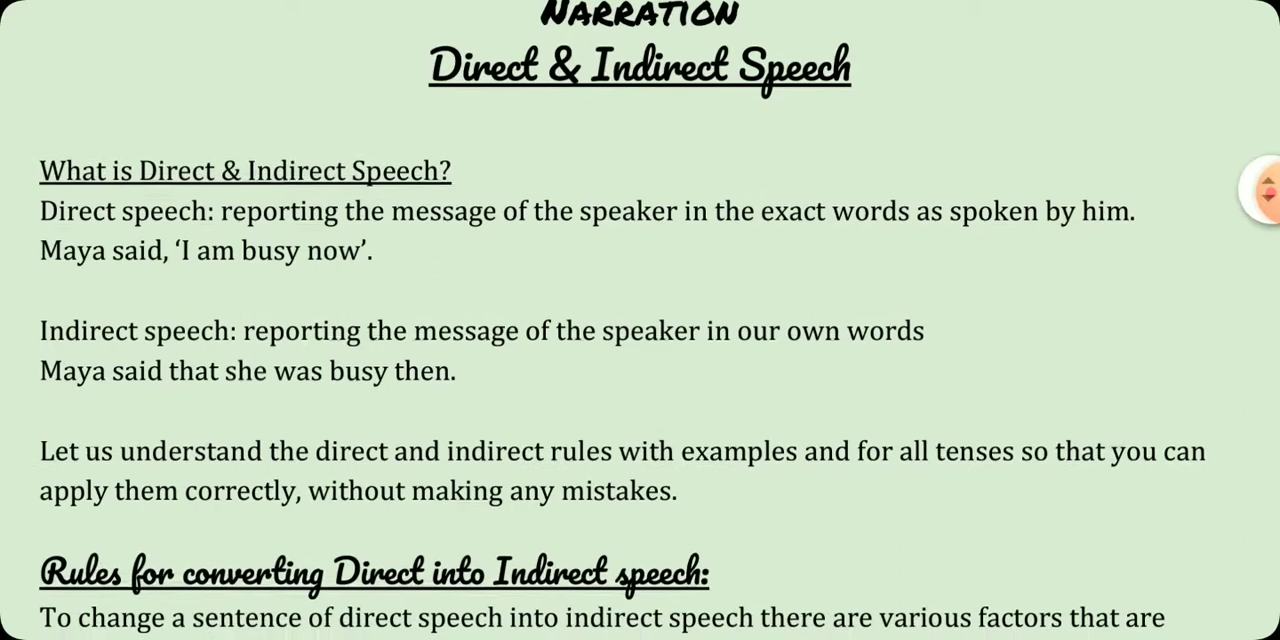 NARRATION
Direct & Indirect Speech
What is Direct & Indirect Speech?
Direct speech: reporting the message of the speaker in the exact words as spoken by him.
Maya said, ‘I am busy now’.
Indirect speech: reporting the message of the speaker in our own words
Maya said that she was busy then.
Let us understand the direct and indirect rules with examples and for all tenses so that you can
apply them correctly, without making any mistakes.
Rules for converting Direct into Indirect speech:
To change a sentence of direct speech into indirect speech there are various factors that are